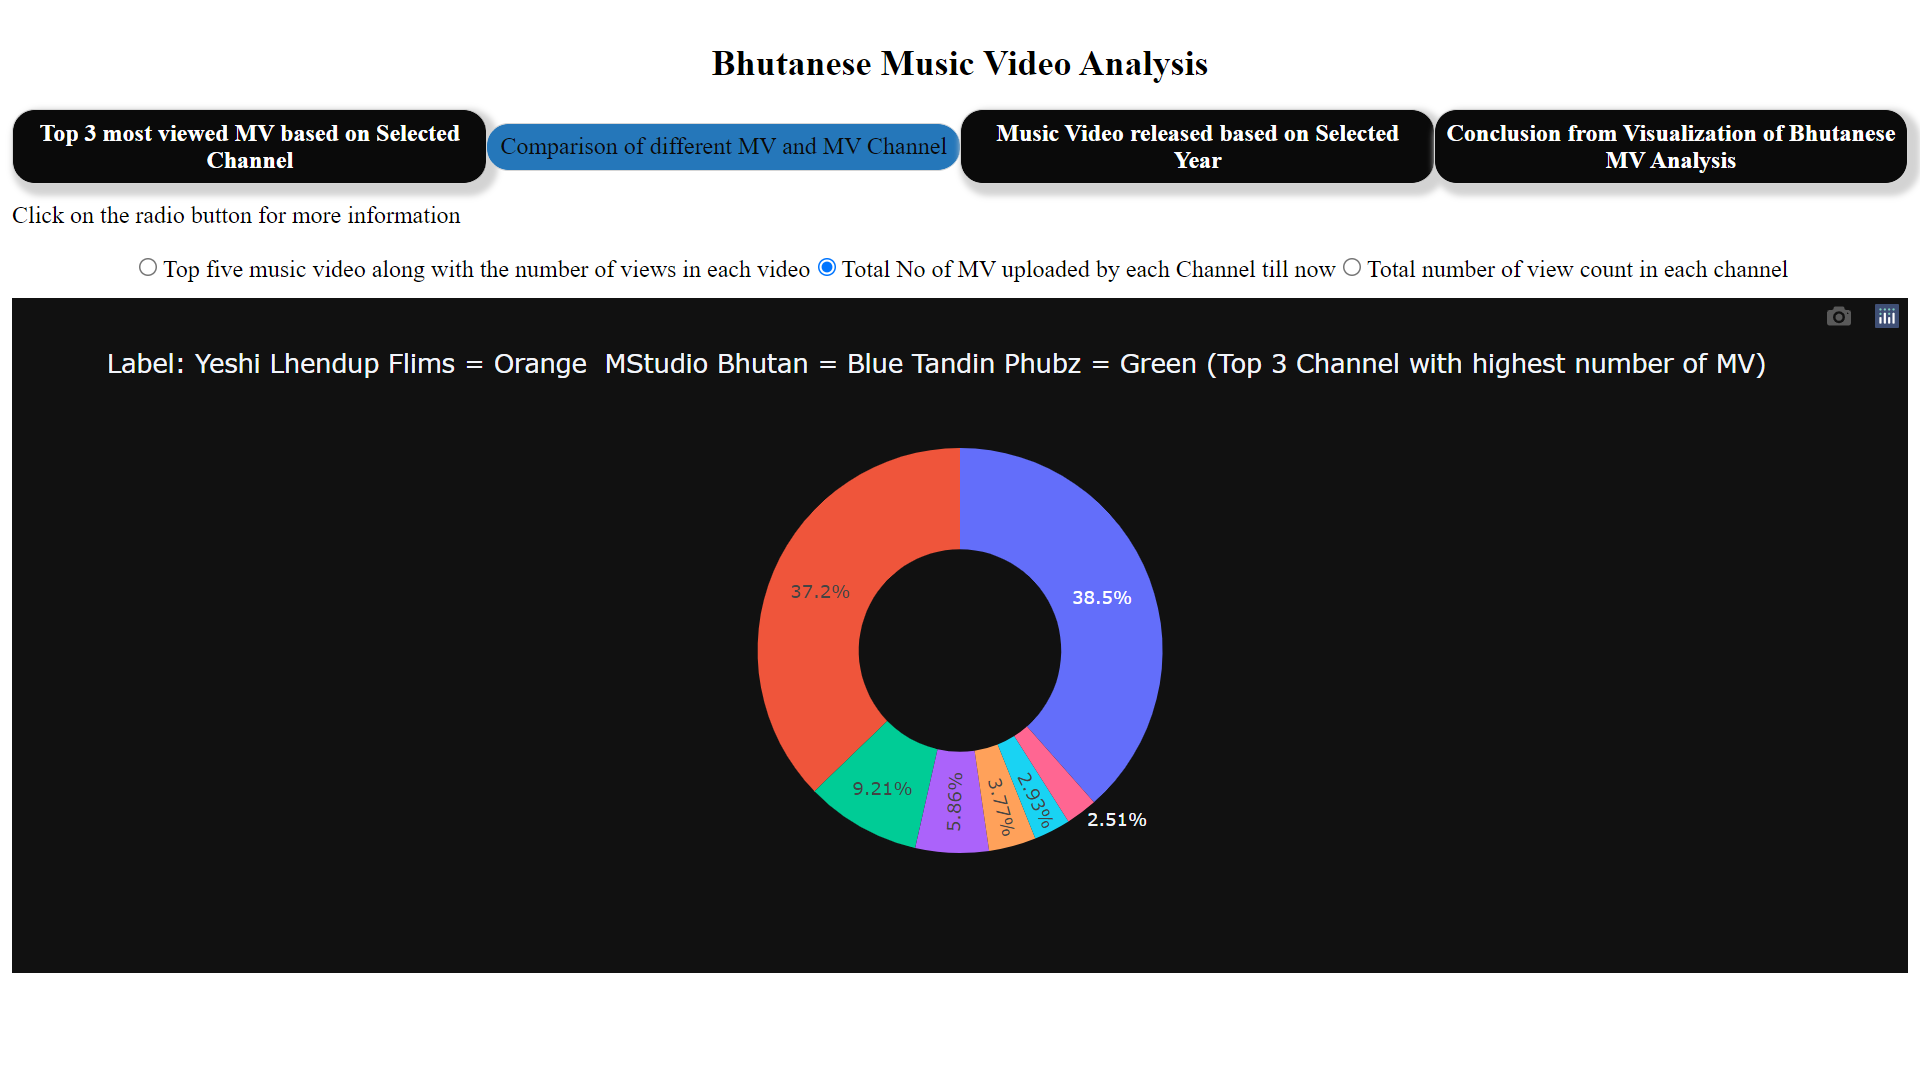 Bhutanese Music Video Analysis
Top 3 most viewed MV based on Selected
Channel
Comparison of different MV and MV Channel
Music Video released based on Selected
Year
Conclusion from Visualization of Bhutanese
MV Analysis
Click on the radio button for more information
Top five music video along with the number of views in each video Total No of MV uploaded by each Channel till now Total number of view count in each channel
Label: Yeshi Lhendup Flims = Orange  MStudio Bhutan = Blue Tandin Phubz = Green (Top 3 Channel with highest number of MV)
37.2%
38.5%
9.21%
5.86%
3.77%
2.93%
2.51%